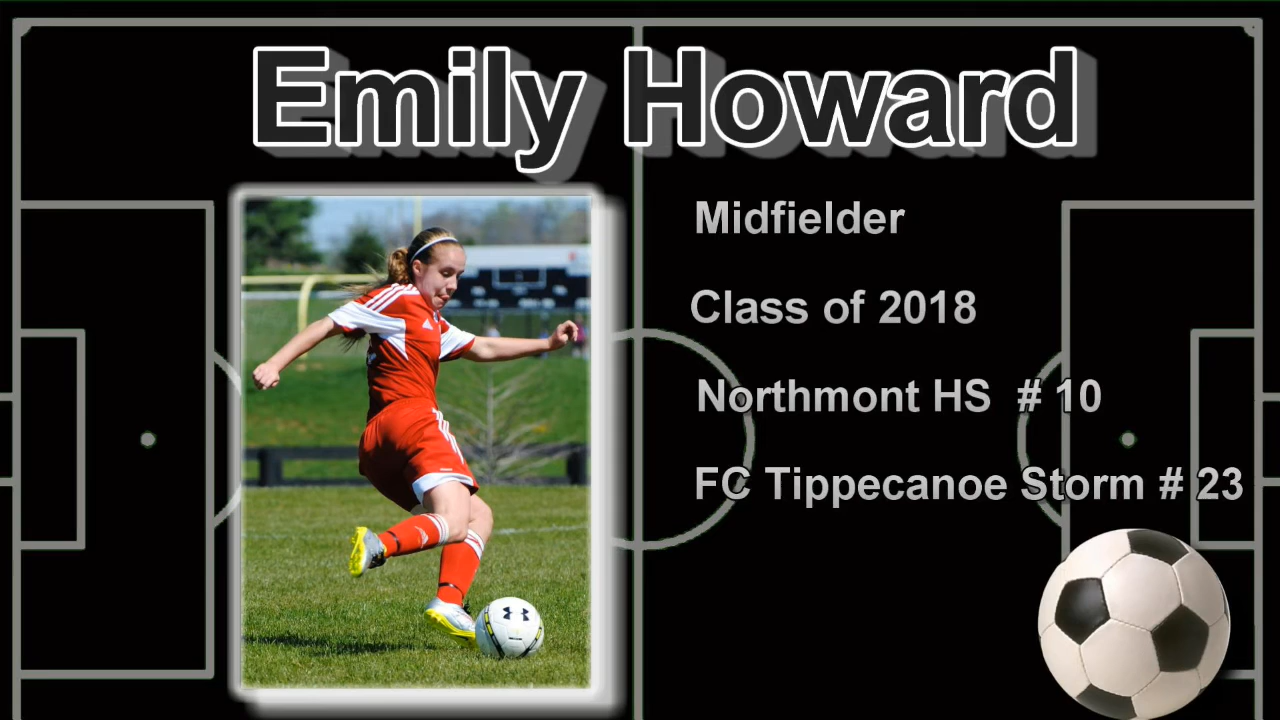 Emily Howard
Midfielder
Class of 2018
Northmont HS # 10
FC Tippecanoe Storm # 23